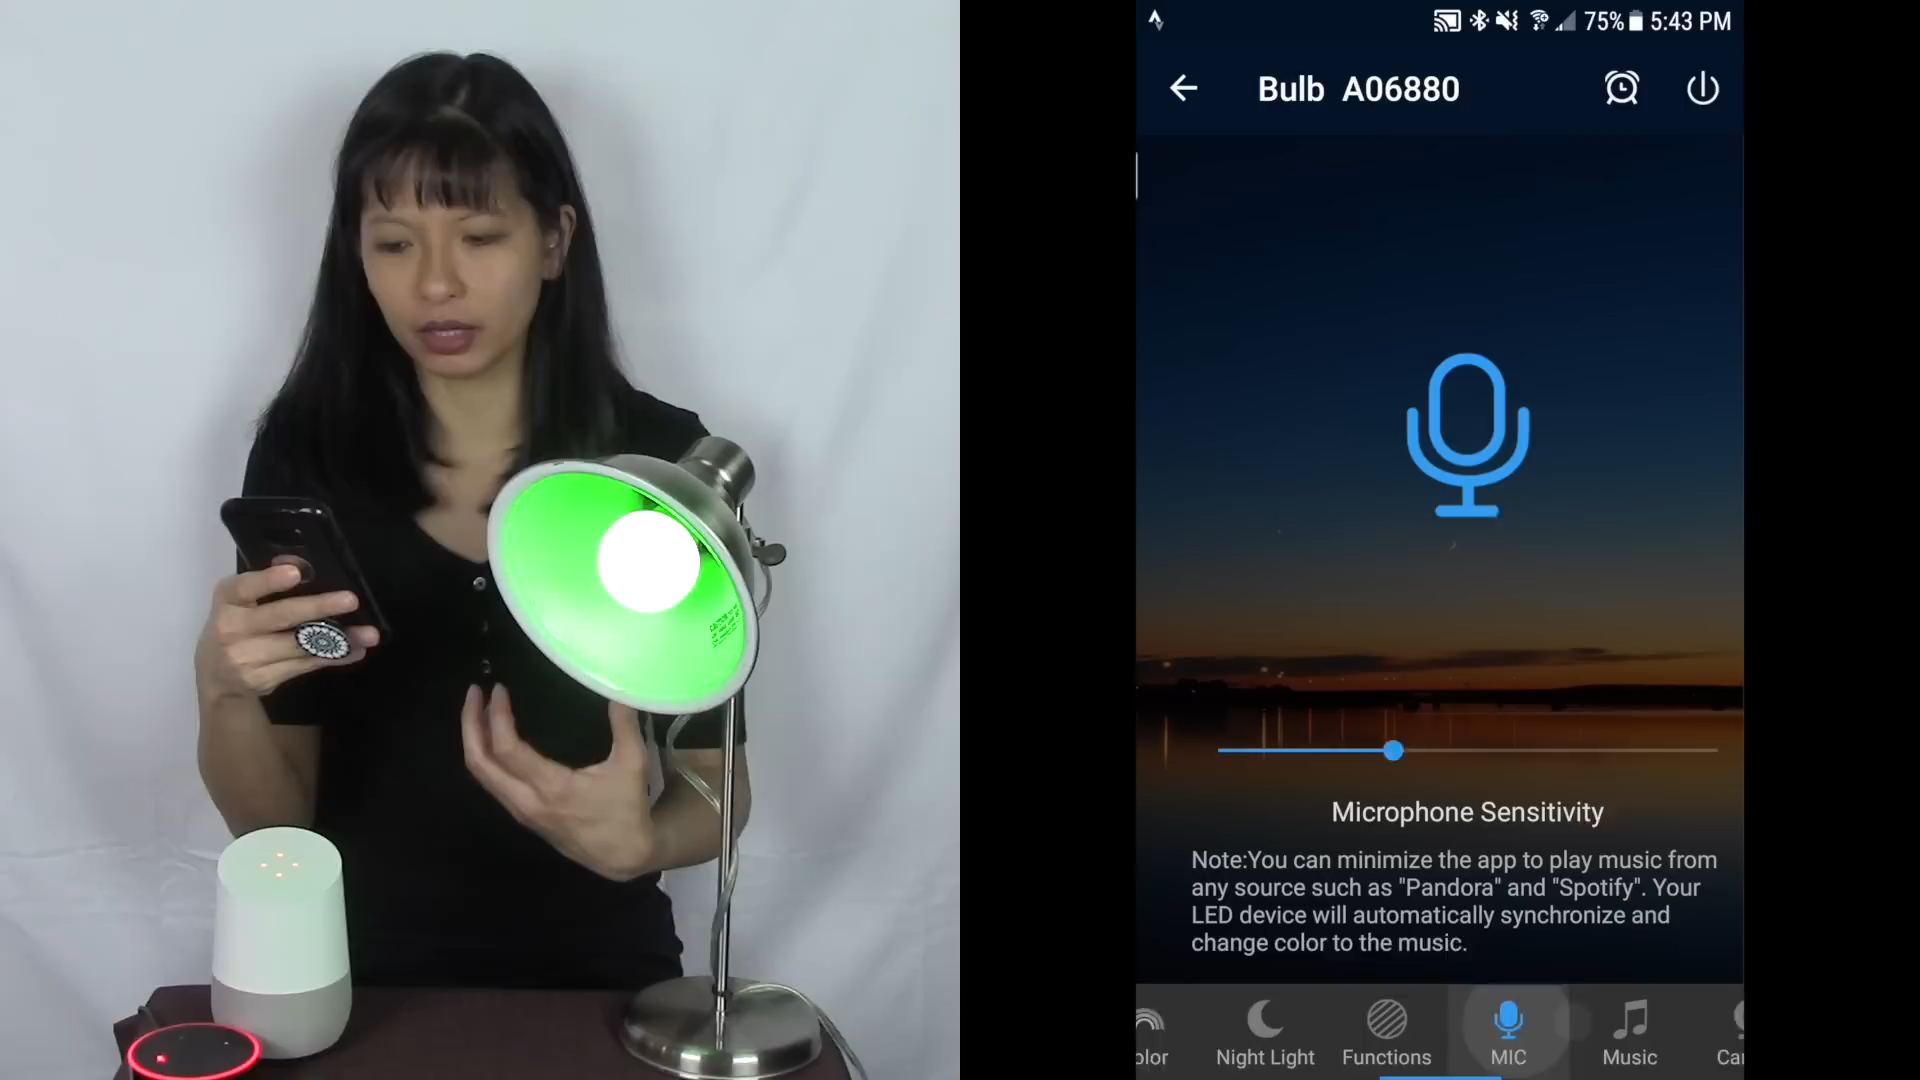 75% 5:43 PM
Bulb A06880
Microphone Sensitivity
Note:You can minimize the app to play music from
any source such as "Pandora" and "Spotify". Your
LED device will automatically synchronize and
change color to the music.
olor Night Light Functions MIC Music Ca